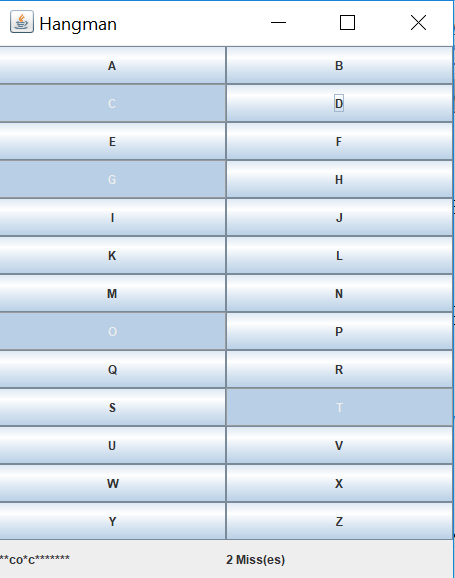 Hangman
A B
C D
E F
G H
I J
K L
M N
O P
Q R
S T
U V
W X
Y Z
**co*c******* 2 Miss(es)